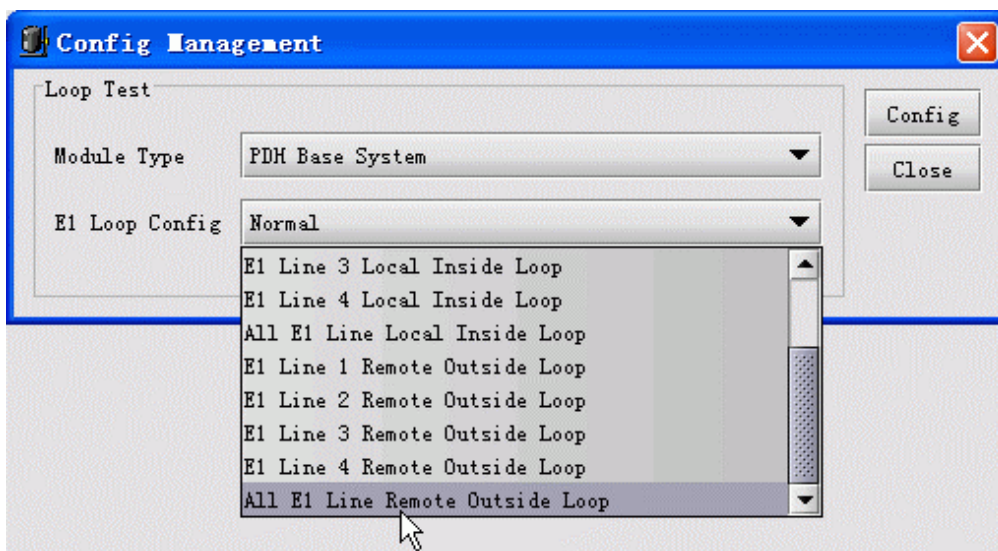 Config Management
Loop Test
Module Type PDH Base System
E1 Loop Config Normal
E1 Line 3 Local Inside Loop
E1 Line 4 Local Inside Loop
All E1 Line Local Inside Loop
E1 Line 1 Remote Outside Loop
E1 Line 2 Remote Outside Loop
E1 Line 3 Remote Outside Loop
E1 Line 4 Remote Outside Loop
All E1 Line Remote Outside Loop
Config
Close